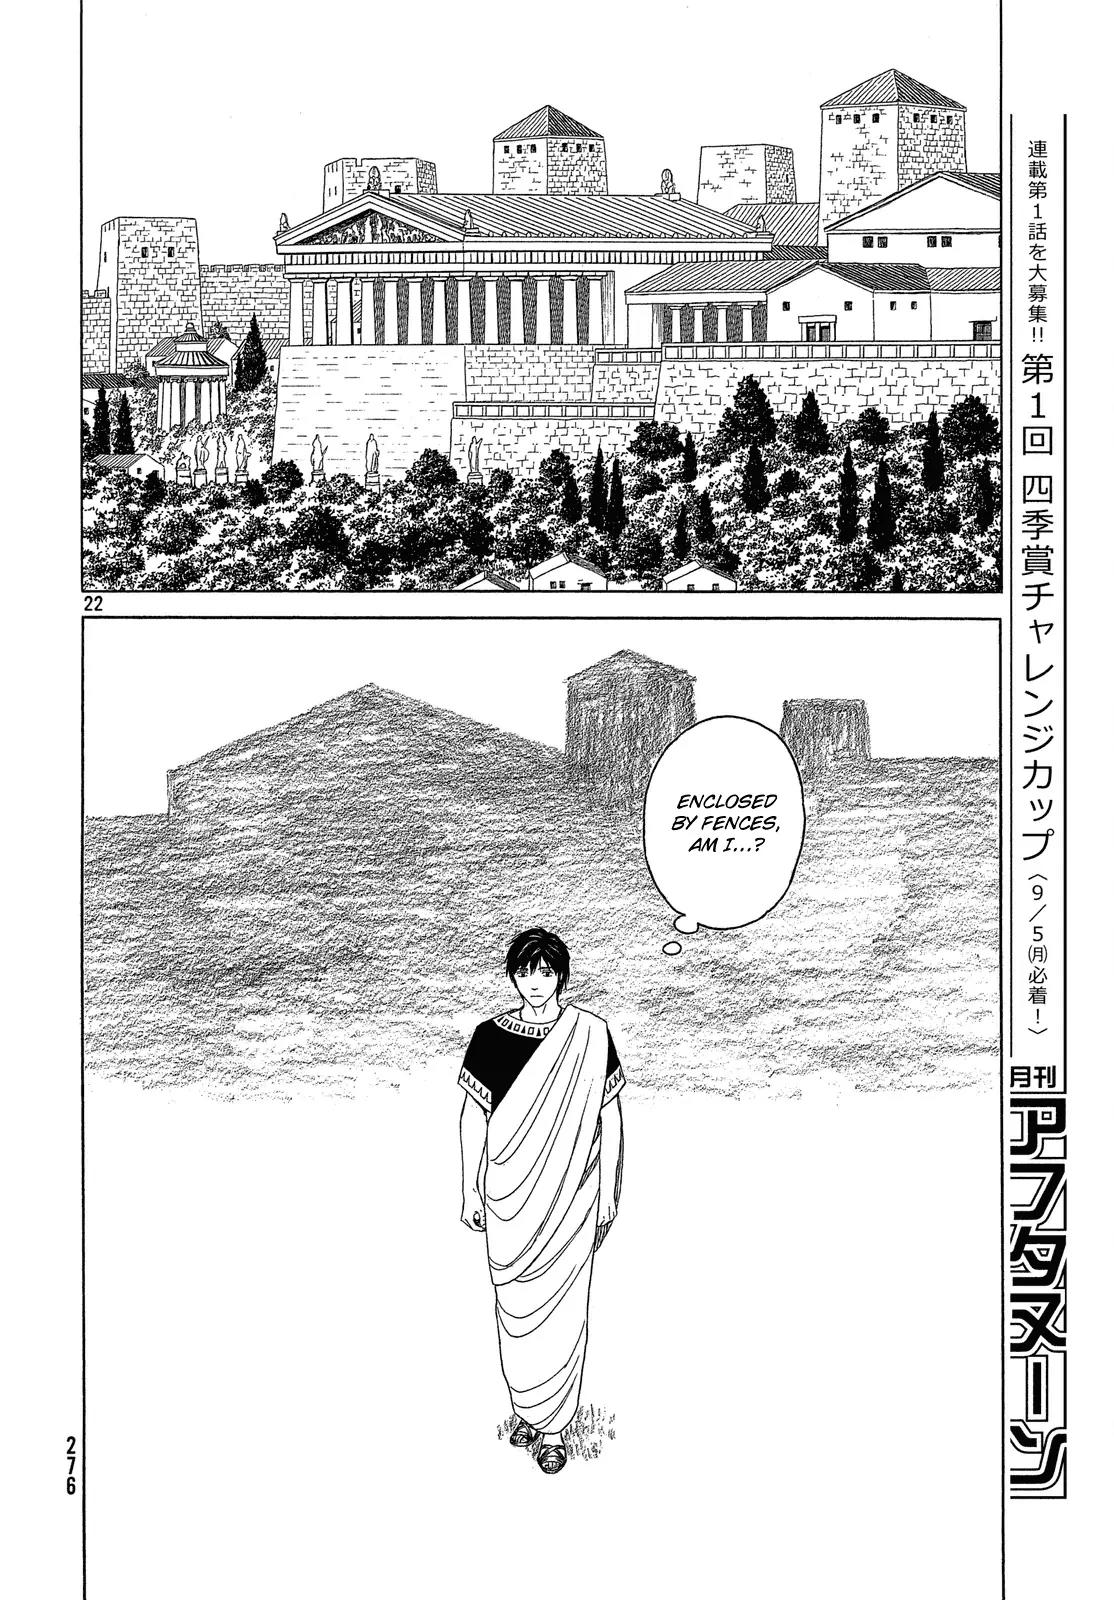 連載第1話を大募集!! 第1回 四季賞チャレンジカップ〈9／5㈪必着！〉
月刊
アフタヌーン
22
ENCLOSED
BY FENCES,
AM I...?
276